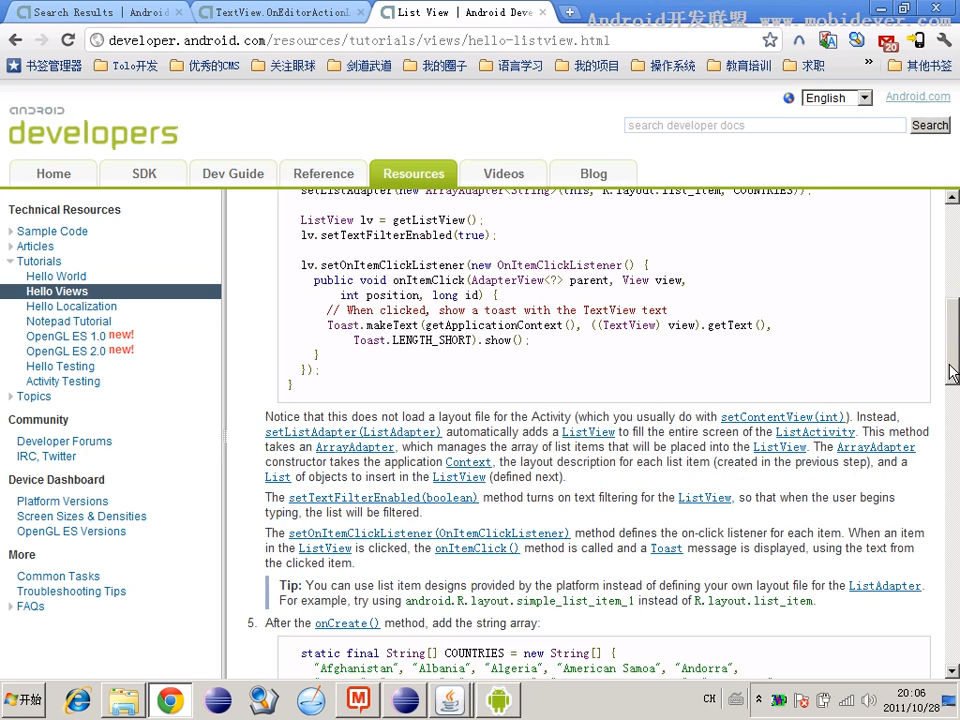 Search Results | Android
TextView.OnEditorActionL
List View | Android Deve
Android开发联盟 www.mobidever.com
developer.android.com/resources/tutorials/views/hello-listview.html
20
书签管理器 Tolo开发 优秀的CMS 关注眼球 剑道武道 我的圈子 语言学习 我的项目 操作系统 教育培训 求职 » 其他书签
English Android.com
ANDROID
developers
search developer docs Search
Home SDK Dev Guide Reference Resources Videos Blog
Technical Resources
Sample Code
Articles
Tutorials
Hello World
Hello Views
Hello Localization
Notepad Tutorial
OpenGL ES 1.0 new!
OpenGL ES 2.0 new!
Hello Testing
Activity Testing
Topics
Community
Developer Forums
IRC, Twitter
Device Dashboard
Platform Versions
Screen Sizes & Densities
OpenGL ES Versions
More
Common Tasks
Troubleshooting Tips
FAQs
setListAdapter(new ArrayAdapter<String>(this, R.layout.list_item, COUNTRIES));
ListView lv = getListView();
lv.setTextFilterEnabled(true);
lv.setOnItemClickListener(new OnItemClickListener() {
public void onItemClick(AdapterView<?> parent, View view,
int position, long id) {
// When clicked, show a toast with the TextView text
Toast.makeText(getApplicationContext(), ((TextView) view).getText(),
Toast.LENGTH_SHORT).show();
}
});
}
Notice that this does not load a layout file for the Activity (which you usually do with setContentView(int)). Instead,
setListAdapter(ListAdapter) automatically adds a ListView to fill the entire screen of the ListActivity. This method
takes an ArrayAdapter, which manages the array of list items that will be placed into the ListView. The ArrayAdapter
constructor takes the application Context, the layout description for each list item (created in the previous step), and a
List of objects to insert in the ListView (defined next).
The setTextFilterEnabled(boolean) method turns on text filtering for the ListView, so that when the user begins
typing, the list will be filtered.
The setOnItemClickListener(OnItemClickListener) method defines the on-click listener for each item. When an item
in the ListView is clicked, the onItemClick() method is called and a Toast message is displayed, using the text from
the clicked item.
Tip: You can use list item designs provided by the platform instead of defining your own layout file for the ListAdapter.
For example, try using android.R.layout.simple_list_item_1 instead of R.layout.list_item.
5. After the onCreate() method, add the string array:
static final String[] COUNTRIES = new String[] {
"Afghanistan", "Albania", "Algeria", "American Samoa", "Andorra",
开始
CH
20:06
2011/10/28